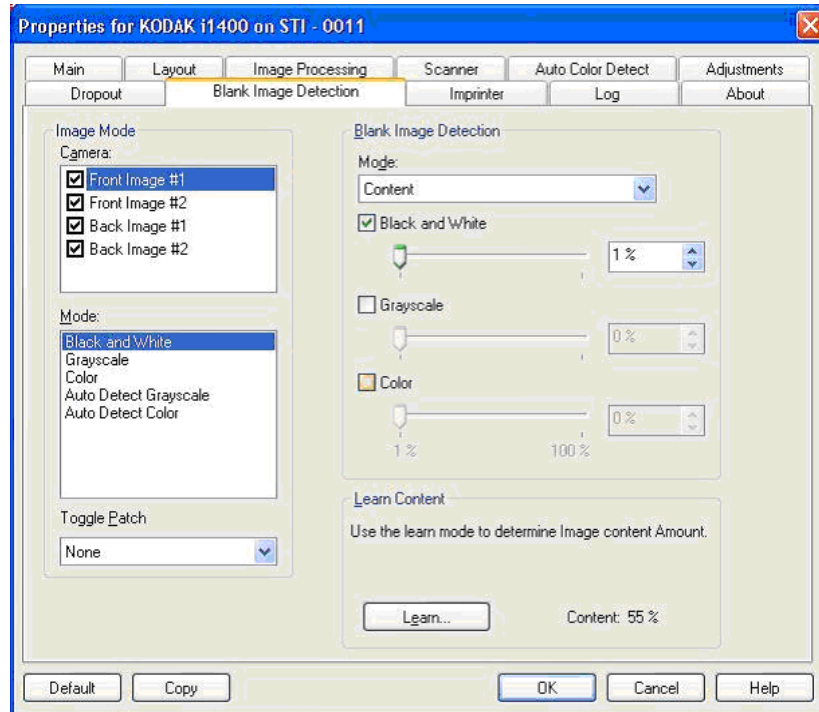 Properties for KODAK i1400 on STI - 0011
Main Layout Image Processing Scanner Auto Color Detect Adjustments
Dropout Blank Image Detection Imprinter Log About
Image Mode
Camera:
Front Image #1
Front Image #2
Back Image #1
Back Image #2
Mode:
Black and White
Grayscale
Color
Auto Detect Grayscale
Auto Detect Color
Toggle Patch
None
Blank Image Detection
Mode:
Content
Black and White
1 %
Grayscale
0 %
Color
0 %
1 % 100 %
Learn Content
Use the learn mode to determine Image content Amount.
Learn... Content: 55 %
Default Copy OK Cancel Help